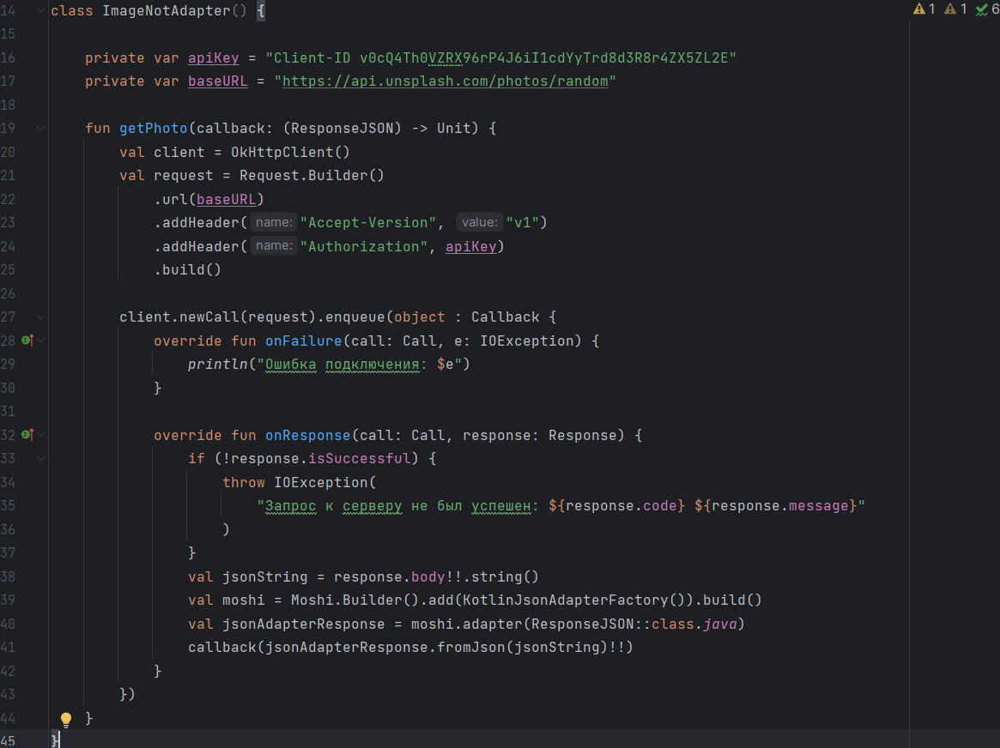 14 class ImageNotAdapter() { 1 1 6
15
16 private var apiKey = "Client-ID v0cQ4Th0VZRX96rP4J6iI1cdYyTrd8d3R8r4ZX5ZL2E"
17 private var baseURL = "https://api.unsplash.com/photos/random"
18
19 fun getPhoto(callback: (ResponseJSON) -> Unit) {
20 val client = OkHttpClient()
21 val request = Request.Builder()
22 .url(baseURL)
23 .addHeader( name: "Accept-Version", value: "v1")
24 .addHeader( name: "Authorization", apiKey)
25 .build()
26
27 client.newCall(request).enqueue(object : Callback {
28 override fun onFailure(call: Call, e: IOException) {
29 println("Ошибка подключения: $e")
30 }
31
32 override fun onResponse(call: Call, response: Response) {
33 if (!response.isSuccessful) {
34 throw IOException(
35 "Запрос к серверу не был успешен: ${response.code} ${response.message}"
36 )
37 }
38 val jsonString = response.body!!.string()
39 val moshi = Moshi.Builder().add(KotlinJsonAdapterFactory()).build()
40 val jsonAdapterResponse = moshi.adapter(ResponseJSON::class.java)
41 callback(jsonAdapterResponse.fromJson(jsonString)!!)
42 }
43 })
44 }
45 }